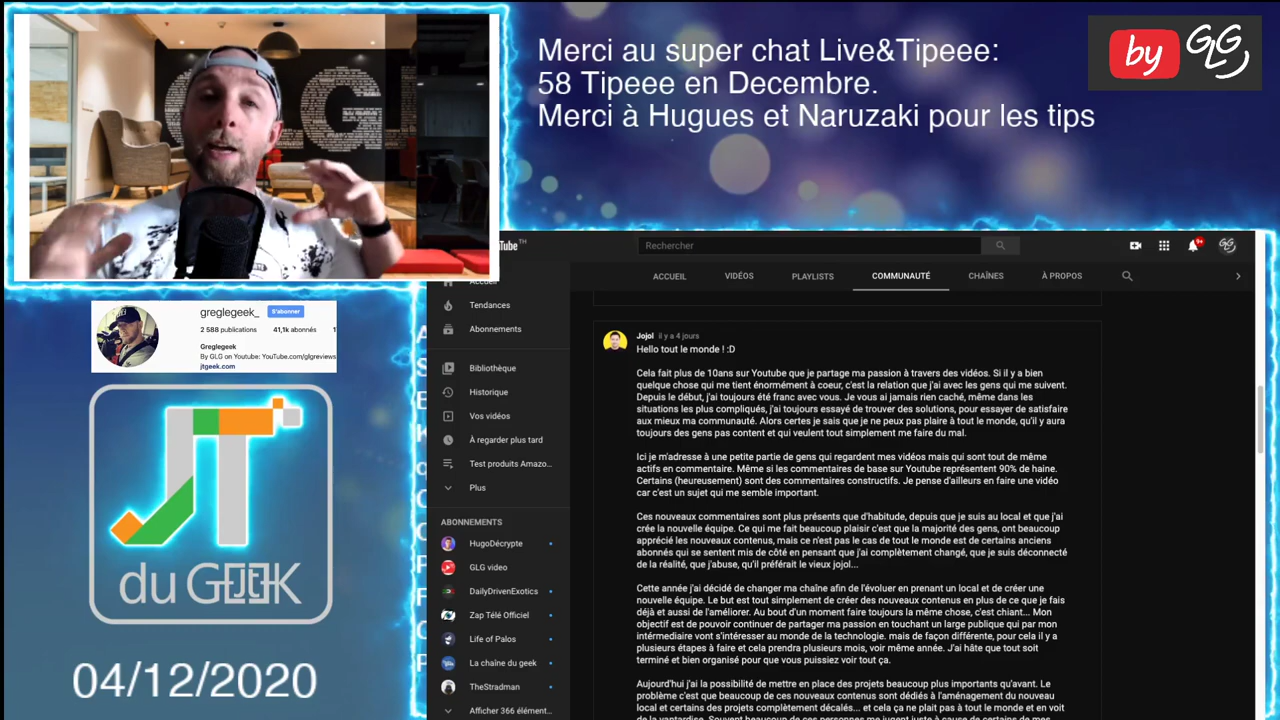 Merci au super chat Live&Tipeee:
58 Tipeee en Decembre.
Merci à Hugues et Naruzaki pour les tips
by GLG
Tube TH
Rechercher
9+
ACCUEIL VIDÉOS PLAYLISTS COMMUNAUTÉ CHAÎNES À PROPOS
Accueil
Tendances
Abonnements
Bibliothèque
Historique
Vos vidéos
À regarder plus tard
Test produits Amazo...
Plus
ABONNEMENTS
HugoDécrypte
GLG video
DailyDrivenExotics
Zap Télé Officiel
Life of Palos
La chaîne du geek
TheStradman
Afficher 366 élément...
Jojol il y a 4 jours
Hello tout le monde ! :D
Cela fait plus de 10ans sur Youtube que je partage ma passion à travers des vidéos. Si il y a bien
quelque chose qui me tient énormément à coeur, c'est la relation que j'ai avec les gens qui me suivent.
Depuis le début, j'ai toujours été franc avec vous. Je vous ai jamais rien caché, même dans les
situations les plus compliqués, j'ai toujours essayé de trouver des solutions, pour essayer de satisfaire
aux mieux ma communauté. Alors certes je sais que je ne peux pas plaire à tout le monde, qu'il y aura
toujours des gens pas content et qui veulent tout simplement me faire du mal.
Ici je m'adresse à une petite partie de gens qui regardent mes vidéos mais qui sont tout de même
actifs en commentaire. Même si les commentaires de base sur Youtube représentent 90% de haine.
Certains (heureusement) sont des commentaires constructifs. Je pense d'ailleurs en faire une vidéo
car c'est un sujet qui me semble important.
Ces nouveaux commentaires sont plus présents que d'habitude, depuis que je suis au local et que j'ai
crée la nouvelle équipe. Ce qui me fait beaucoup plaisir c'est que la majorité des gens, ont beaucoup
apprécié les nouveaux contenus, mais ce n'est pas le cas de tout le monde est de certains anciens
abonnés qui se sentent mis de côté en pensant que j'ai complètement changé, que je suis déconnecté
de la réalité, que j'abuse, qu'il préférait le vieux jojol...
Cette année j'ai décidé de changer ma chaîne afin de l'évoluer en prenant un local et de créer une
nouvelle équipe. Le but est tout simplement de créer des nouveaux contenus en plus de ce que je fais
déjà et aussi de l'améliorer. Au bout d'un moment faire toujours la même chose, c'est chiant... Mon
objectif est de pouvoir continuer de partager ma passion en touchant un large publique qui par mon
intérmediaire vont s'intéresser au monde de la technologie. mais de façon différente, pour cela il y a
plusieurs étapes à faire et cela prendra plusieurs, voir même année. J'ai hâte que tout soit
terminé et bien organisé pour que vous puissiez voir tout ça.
Aujourd'hui j'ai la possibilité de mettre en place des projets beaucoup plus importants qu'avant. Le
problème c'est que beaucoup de ces nouveaux contenus sont dédiés à l'aménagement du nouveau
local et certains des projets complètement décalés... et cela ça ne plait pas à tout le monde et en voit
greglegeek_ S'abonner
2 588 publications 41,1k abonnés
Greglegeek
By GLG on Youtube: YouTube.com/glgreviews
jtgeek.com
JT
du GEEK
04/12/2020